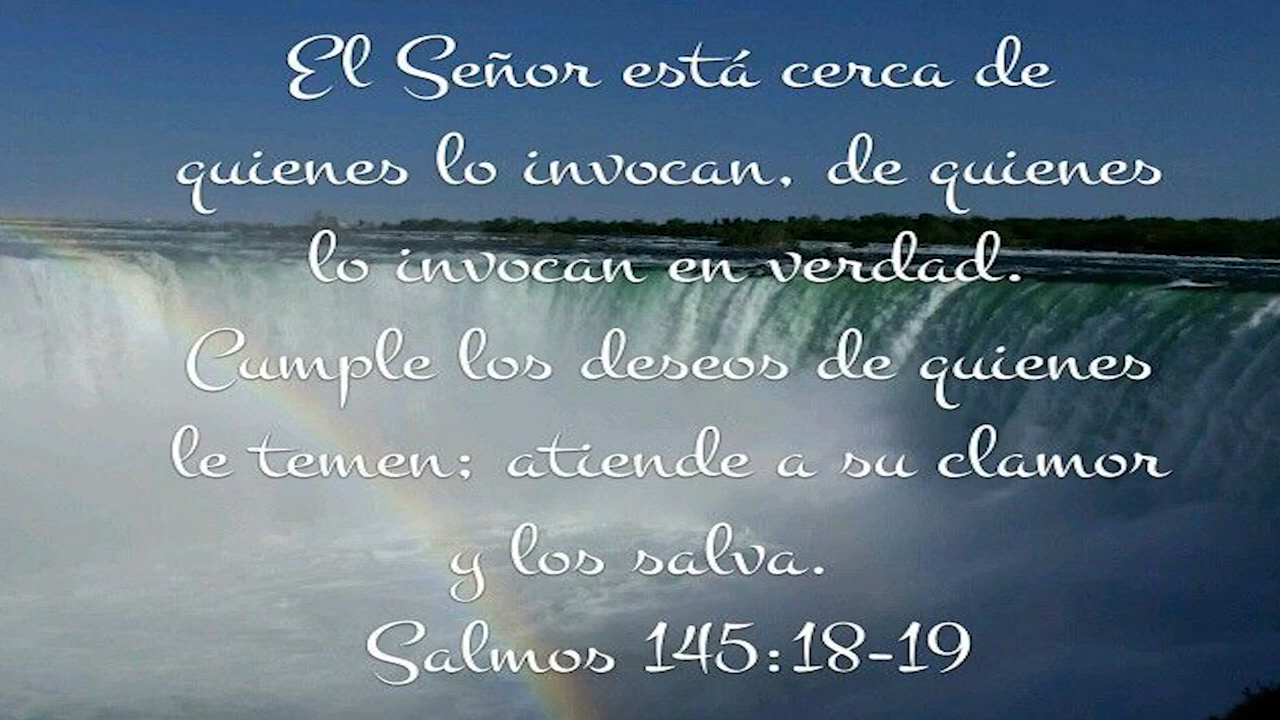 El Señor está cerca de
quienes lo invocan, de quienes
lo invocan en verdad.
Cumple los deseos de quienes
le temen; atiende a su clamor
y los salva.
Salmos 145:18-19